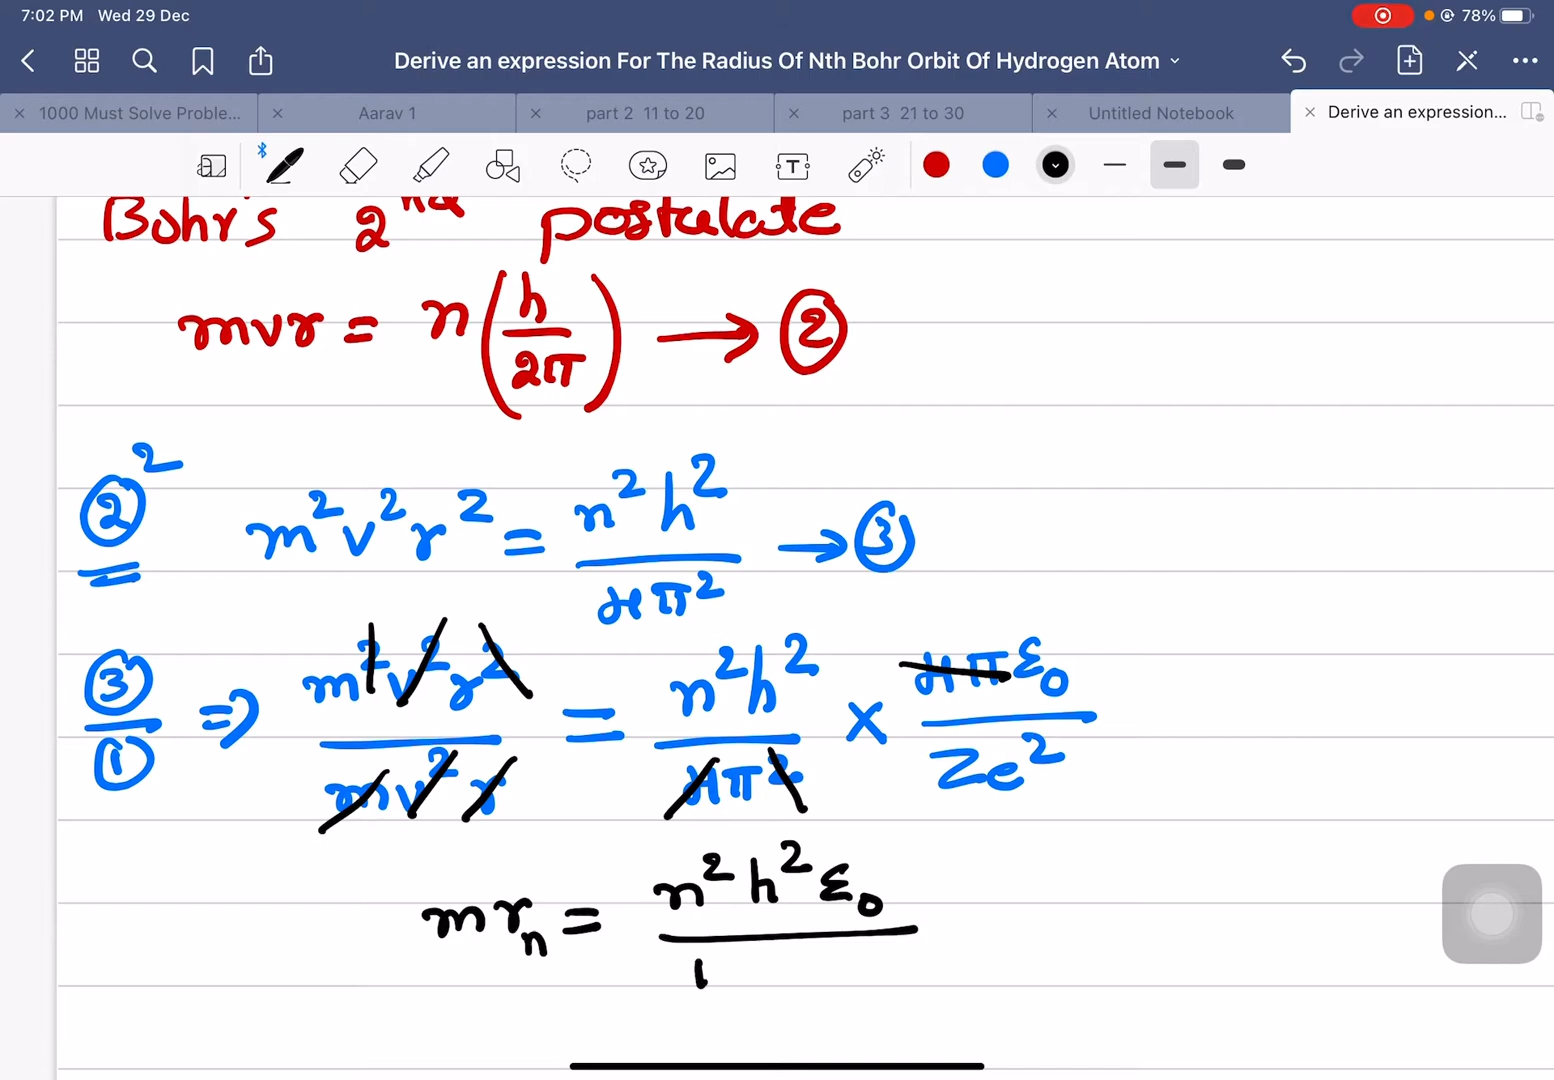 7:02 PM Wed 29 Dec
78%
Derive an expression For The Radius Of Nth Bohr Orbit Of Hydrogen Atom
1000 Must Solve Proble...
Aarav 1
part 2 11 to 20
part 3 21 to 30
Untitled Notebook
Derive an expression...
Bohr's 2nd postulate
mvr = n(h/2π) → ②
②² m²v²r² = n²h²/4π² → ③
③/① ⇒ m²v²r²/mv²r = n²h²/4π² × 4πε₀/Ze²
m rₙ = n²h²ε₀